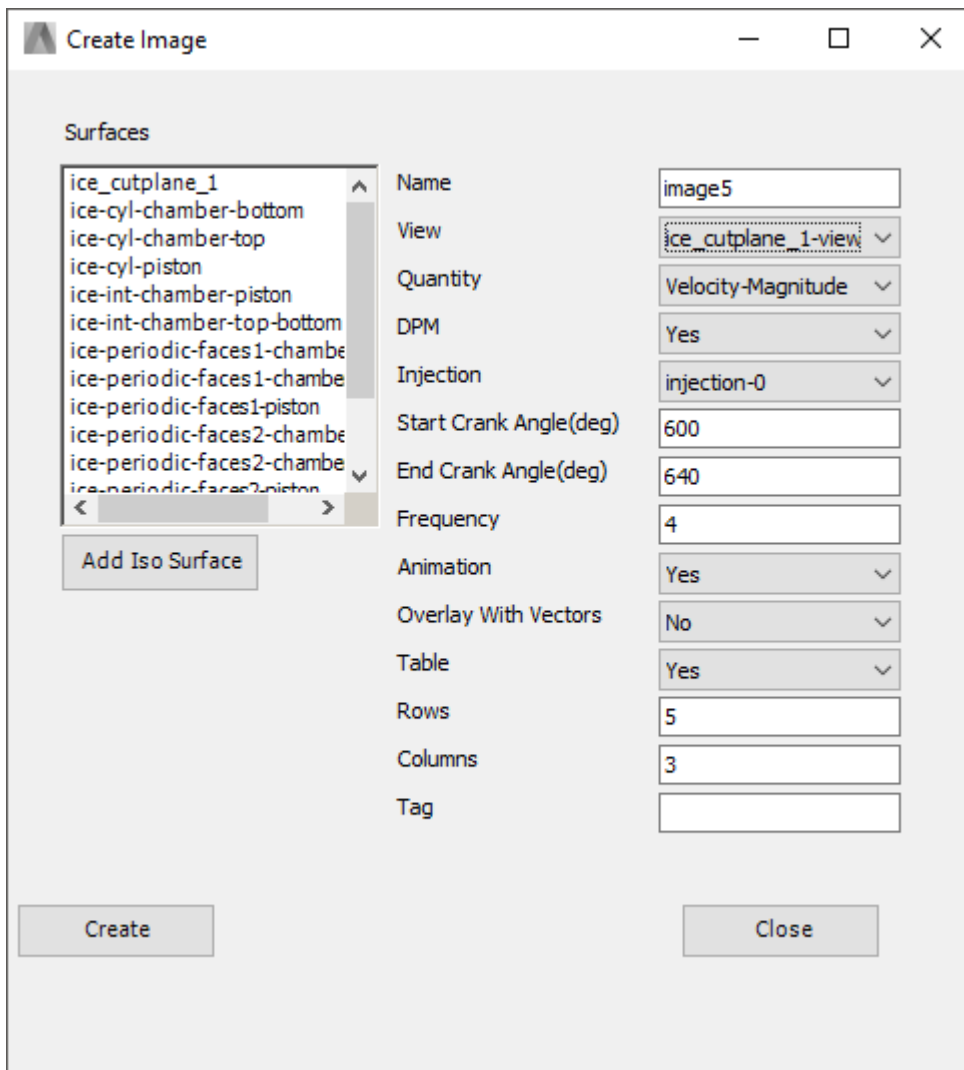 Create Image
Surfaces
ice_cutplane_1
ice-cyl-chamber-bottom
ice-cyl-chamber-top
ice-cyl-piston
ice-int-chamber-piston
ice-int-chamber-top-bottom
ice-periodic-faces1-chambe
ice-periodic-faces1-chambe
ice-periodic-faces1-piston
ice-periodic-faces2-chambe
ice-periodic-faces2-chambe
ice-periodic-faces2-piston
Add Iso Surface
Name image5
View ice_cutplane_1-view
Quantity Velocity-Magnitude
DPM Yes
Injection injection-0
Start Crank Angle(deg) 600
End Crank Angle(deg) 640
Frequency 4
Animation Yes
Overlay With Vectors No
Table Yes
Rows 5
Columns 3
Tag
Create Close